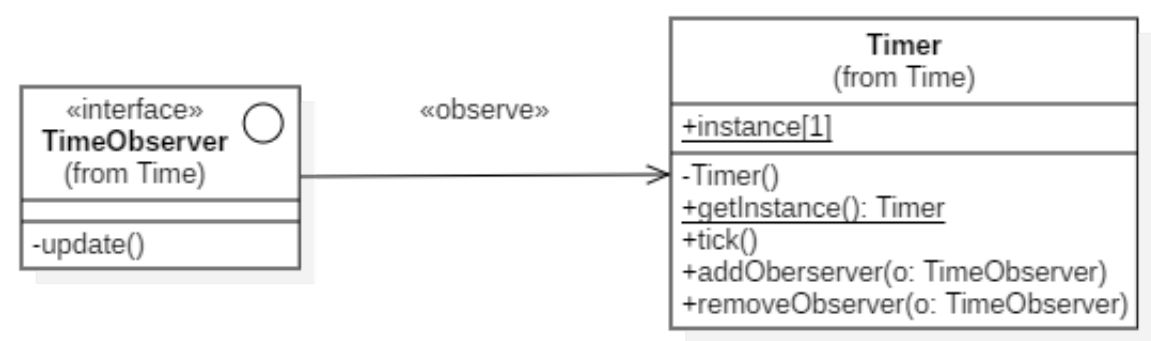 «interface»
TimeObserver
(from Time)
-update()
«observe»
Timer
(from Time)
+instance[1]
-Timer()
+getInstance(): Timer
+tick()
+addOberserver(o: TimeObserver)
+removeObserver(o: TimeObserver)